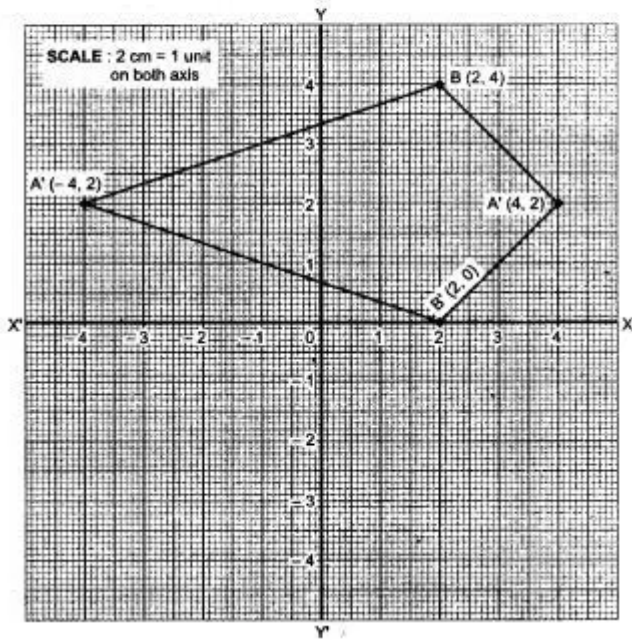 Y
SCALE : 2 cm = 1 unit
on both axis
4
B (2, 4)
3
A' (– 4, 2)
2
A' (4, 2)
1
B' (2, 0)
X'
X
– 4
– 3
– 2
– 1
0
1
2
3
4
– 1
– 2
– 3
– 4
Y'